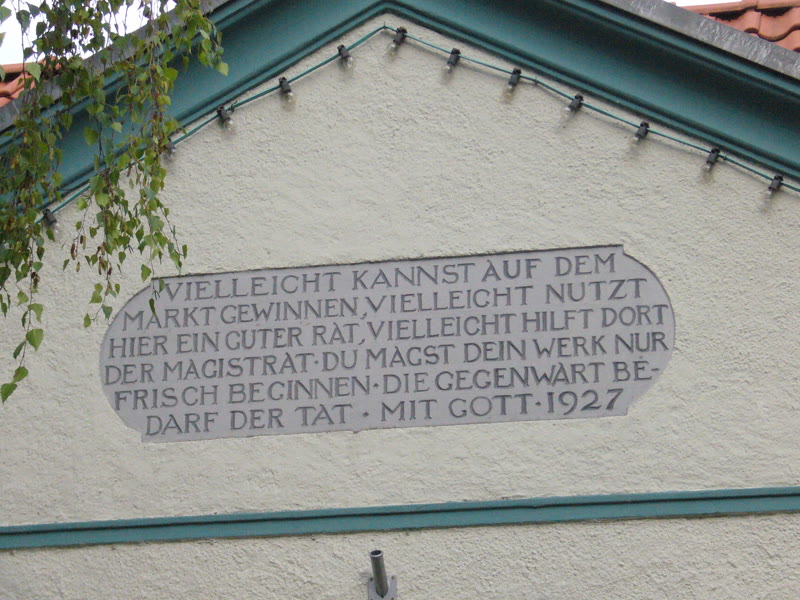 VIELLEICHT KANNST AUF DEM
MARKT GEWINNEN, VIELLEICHT NUTZT
HIER EIN GUTER RAT, VIELLEICHT HILFT DORT
DER MAGISTRAT · DU MAGST DEIN WERK NUR
FRISCH BEGINNEN · DIE GEGENWART BE-
DARF DER TAT · MIT GOTT · 1927